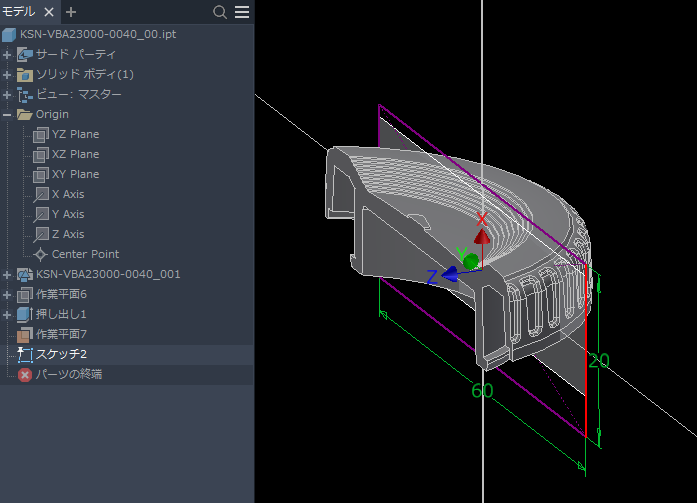 モデル
KSN-VBA23000-0040_00.ipt
サード パーティ
ソリッド ボディ(1)
ビュー: マスター
Origin
YZ Plane
XZ Plane
XY Plane
X Axis
Y Axis
Z Axis
Center Point
KSN-VBA23000-0040_001
作業平面6
押し出し1
作業平面7
スケッチ2
パーツの終端
X
Y
Z
20
60